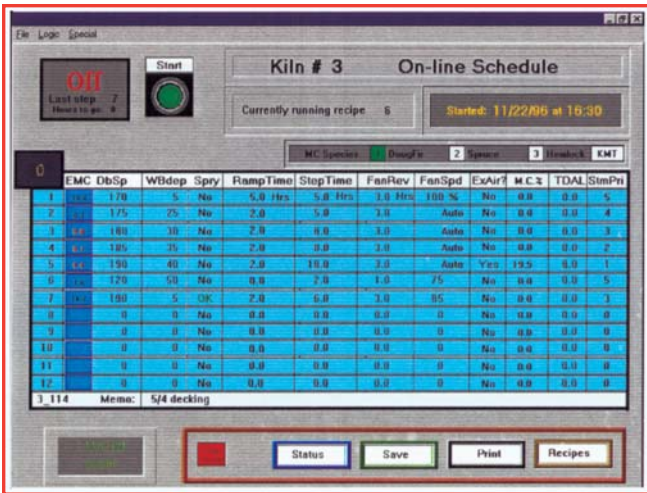 File Logic Special
Off
Last step 7
Hours to go: 0
Start
Kiln # 3 On-line Schedule
Currently running recipe 6
Started: 11/22/96 at 16:30
MC Species 1 DougFir 2 Spruce 3 Hemlock KMT
0
EMC DbSp WBdep Spry RampTime StepTime FanRev FanSpd ExAir? M.C.% TDAL StmPri
1 170 5 No 5.0 Hrs 5.0 Hrs 3.0 Hrs 100 % No 0.0 0.0 5
2 175 25 No 2.0 5.0 3.0 Auto No 0.0 0.0 4
3 180 30 No 2.0 8.0 3.0 Auto No 0.0 0.0 3
4 185 35 No 2.0 8.0 3.0 Auto No 0.0 0.0 2
5 190 40 No 2.0 18.0 3.0 Auto Yes 19.5 0.0 1
6 120 50 No 0.0 2.0 1.0 75 No 0.0 0.0 5
7 190 5 OK 2.0 6.0 3.0 85 No 0.0 0.0 3
8 0 0 No 0.0 0.0 0.0 0 No 0.0 0.0 0
9 0 0 No 0.0 0.0 0.0 0 No 0.0 0.0 0
10 0 0 No 0.0 0.0 0.0 0 No 0.0 0.0 0
11 0 0 No 0.0 0.0 0.0 0 No 0.0 0.0 0
12 0 0 No 0.0 0.0 0.0 0 No 0.0 0.0 0
3_114 Memo: 5/4 decking
Status Save Print Recipes